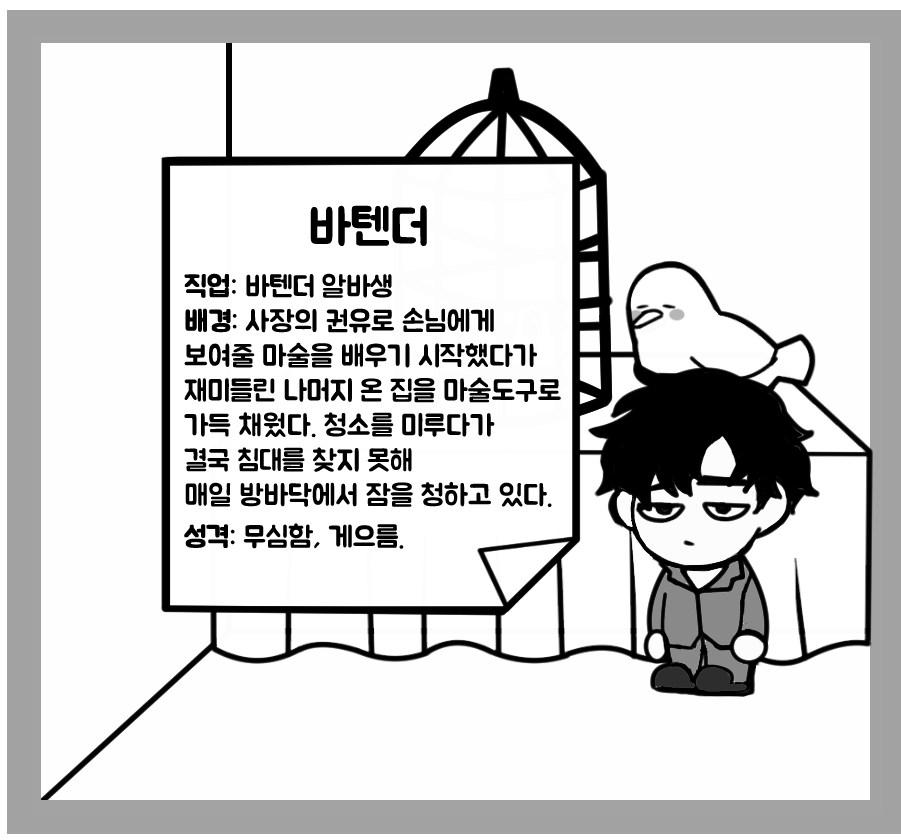 바텐더
직업: 바텐더 알바생
배경: 사장의 권유로 손님에게
보여줄 마술을 배우기 시작했다가
재미들린 나머지 온 집을 마술도구로
가득 채웠다. 청소를 미루다가
결국 침대를 찾지 못해
매일 방바닥에서 잠을 청하고 있다.
성격: 무심함, 게으름.